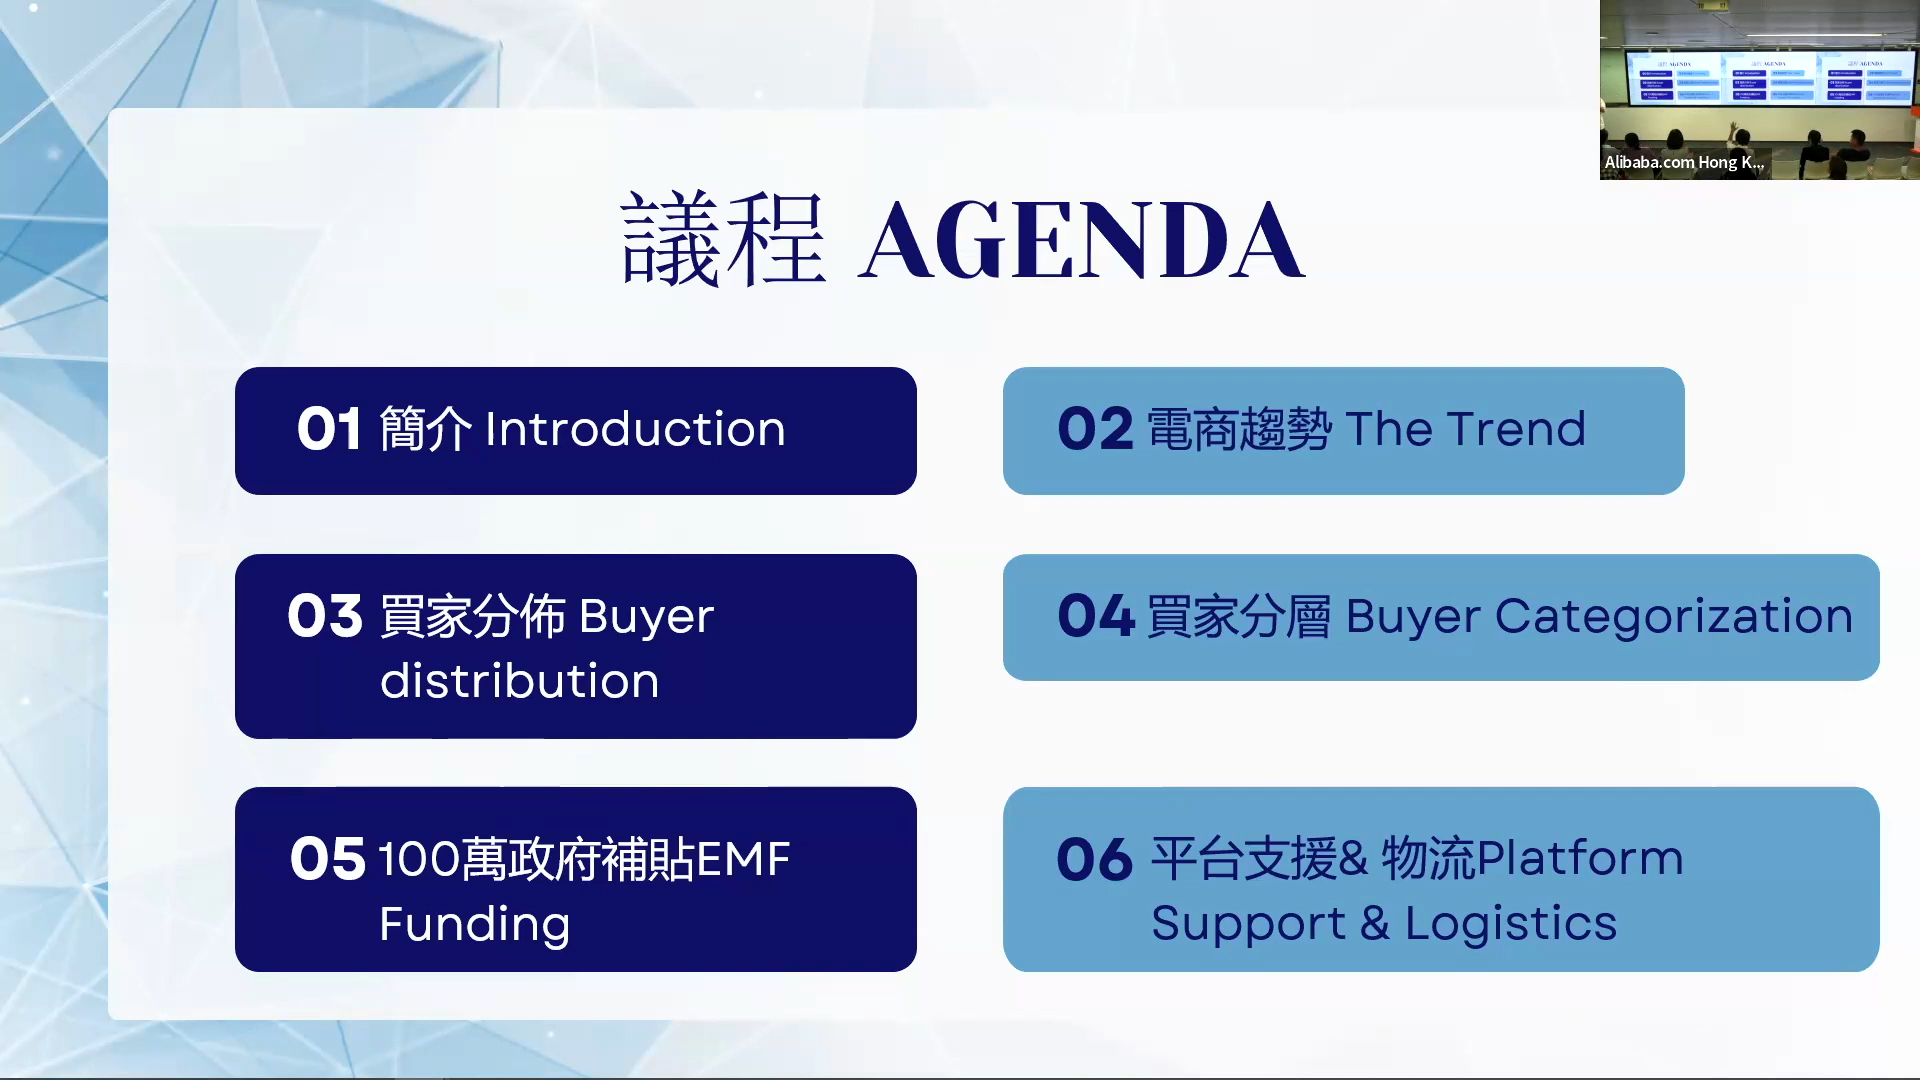 議程 AGENDA
01 簡介 Introduction
02 電商趨勢 The Trend
03 買家分佈 Buyer
distribution
04 買家分層 Buyer Categorization
05 100萬政府補貼EMF
Funding
06 平台支援& 物流Platform
Support & Logistics
Alibaba.com Hong K...